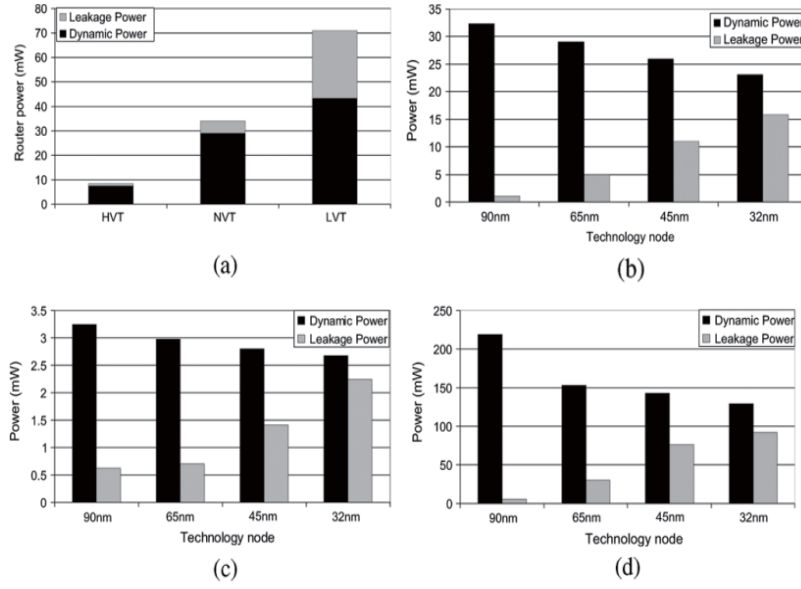 80
70
60
50
40
30
20
10
0
Router power (mW)
Leakage Power
Dynamic Power
HVT NVT LVT
(a)
35
30
25
20
15
10
5
0
Power (mW)
Dynamic Power
Leakage Power
90nm 65nm 45nm 32nm
Technology node
(b)
3.5
3
2.5
2
1.5
1
0.5
0
Power (mW)
Dynamic Power
Leakage Power
90nm 65nm 45nm 32nm
Technology node
(c)
250
200
150
100
50
0
Power (mW)
Dynamic Power
Leakage Power
90nm 65nm 45nm 32nm
Technology node
(d)